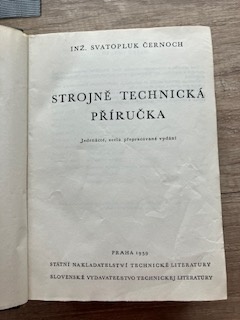 INŽ. SVATOPLUK ČERNOCH
STROJNĚ TECHNICKÁ
PŘÍRUČKA
Jedenácté, zcela přepracované vydání
PRAHA 1959
STÁTNÍ NAKLADATELSTVÍ TECHNICKÉ LITERATURY
SLOVENSKÉ VYDAVATEĽSTVO TECHNICKEJ LITERATÚRY